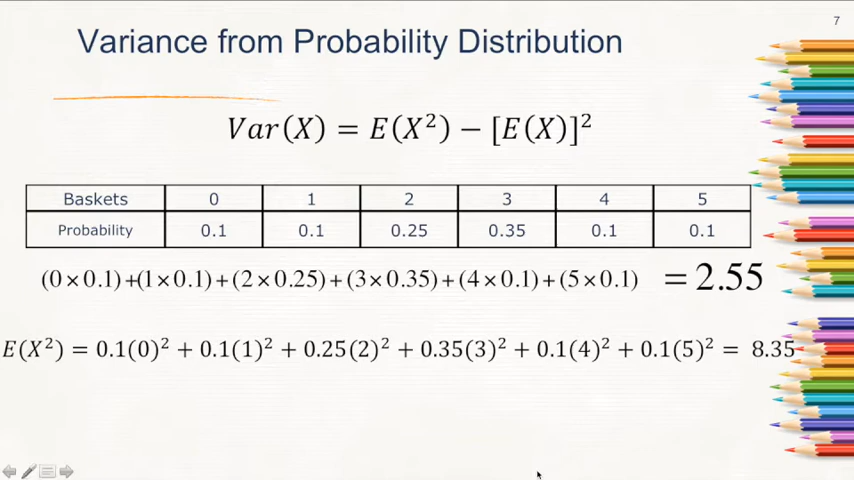 7
Variance from Probability Distribution
Var(X) = E(X²) − [E(X)]²
Baskets 0 1 2 3 4 5
Probability 0.1 0.1 0.25 0.35 0.1 0.1
(0×0.1)+(1×0.1)+(2×0.25)+(3×0.35)+(4×0.1)+(5×0.1) = 2.55
E(X²) = 0.1(0)² + 0.1(1)² + 0.25(2)² + 0.35(3)² + 0.1(4)² + 0.1(5)² = 8.35